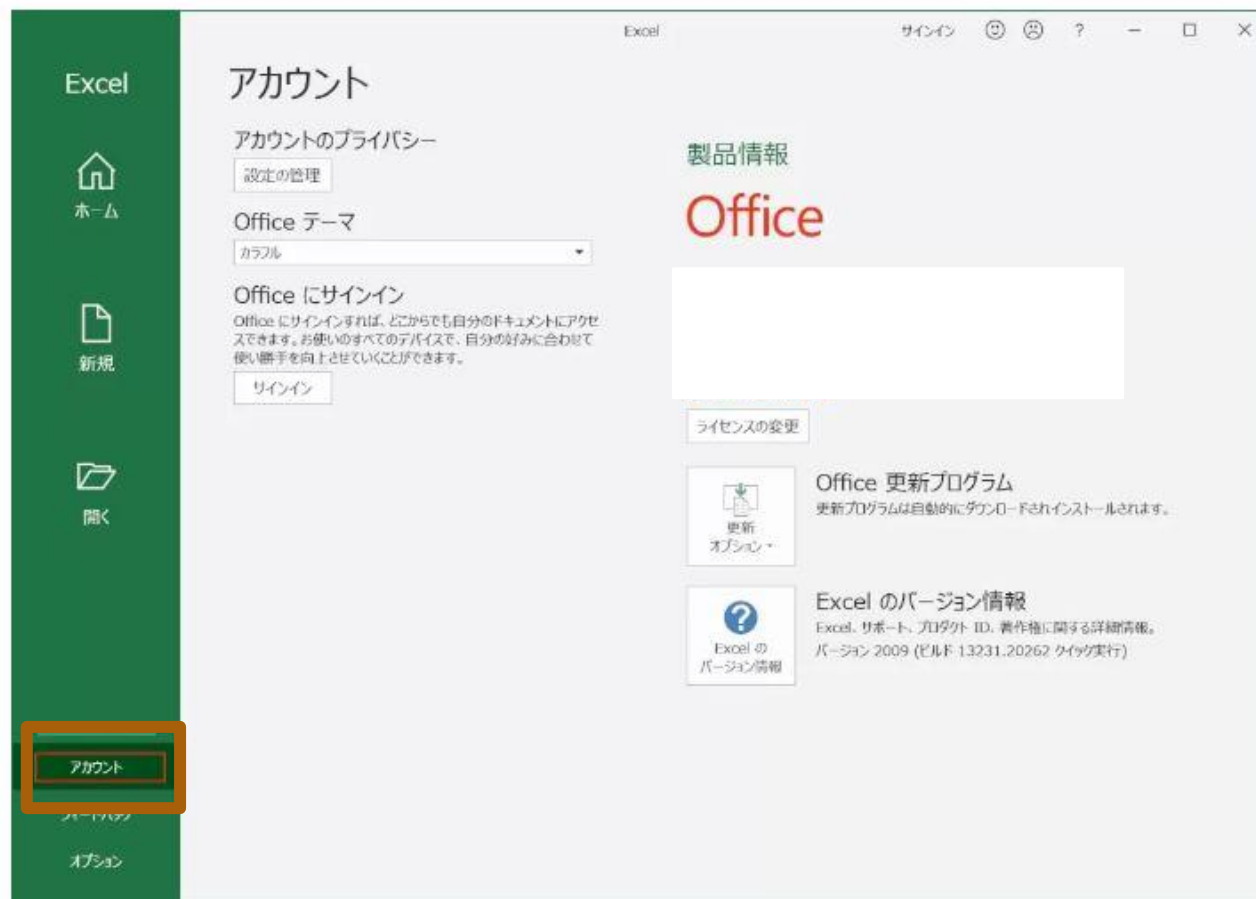 Excel
サインイン
?
Excel
ホーム
新規
開く
アカウント
オプション
アカウント
アカウントのプライバシー
設定の管理
Office テーマ
カラフル
Office にサインイン
Office にサインインすれば、どこからでも自分のドキュメントにアクセ
スできます。お使いのすべてのデバイスで、自分の好みに合わせて
使い勝手を向上させていくことができます。
サインイン
製品情報
Office
ライセンスの変更
更新
オプション
Office 更新プログラム
更新プログラムは自動的にダウンロードされインストールされます。
Excel の
バージョン情報
Excel のバージョン情報
Excel、サポート、プロダクト ID、著作権に関する詳細情報。
バージョン 2009 (ビルド 13231.20262 クイック実行)